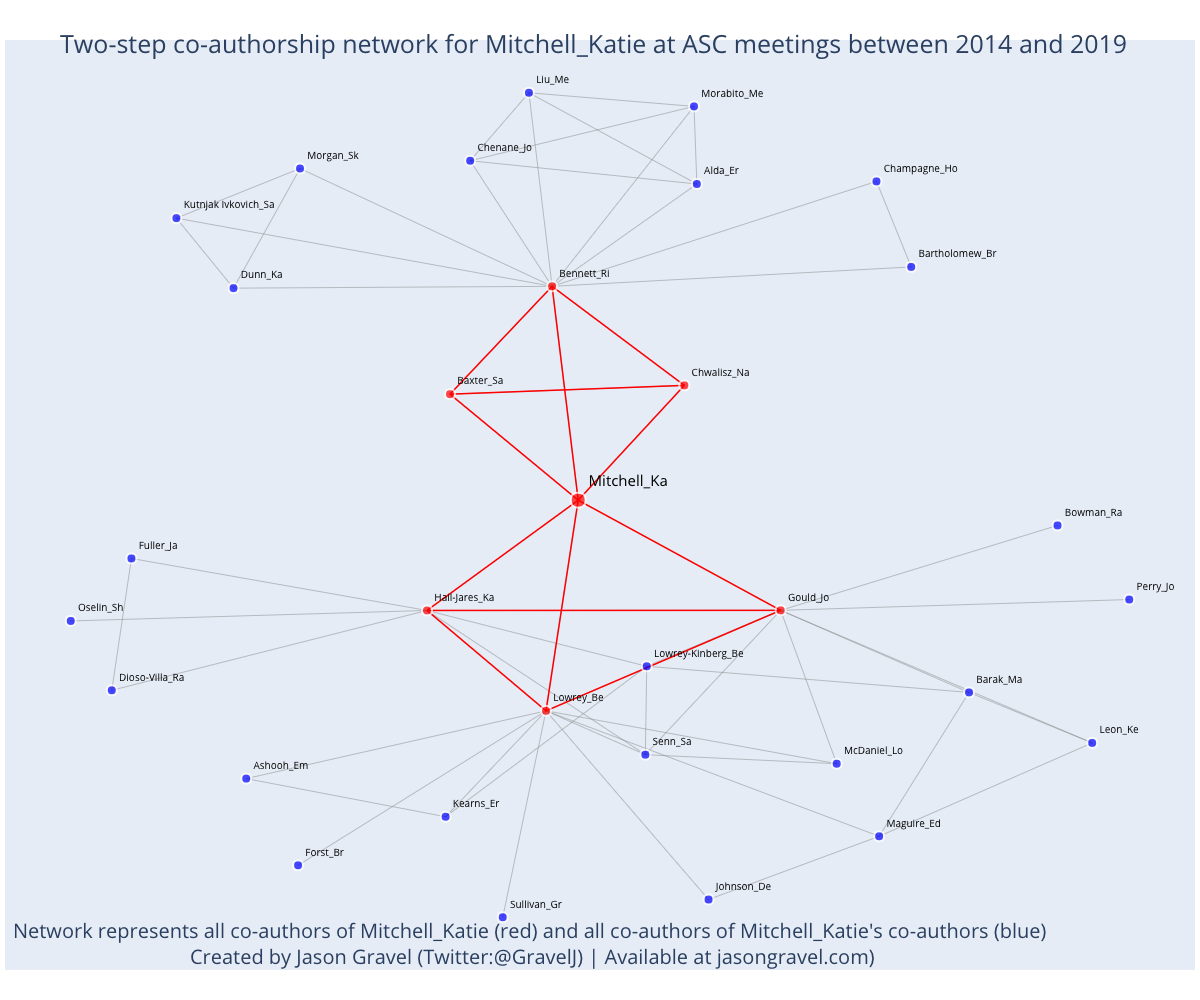 Two-step co-authorship network for Mitchell_Katie at ASC meetings between 2014 and 2019
Liu_Me
Morabito_Me
Chenane_Jo
Morgan_Sk
Alda_Er
Champagne_Ho
Kutnjak Ivkovich_Sa
Bartholomew_Br
Dunn_Ka
Bennett_Ri
Chwalisz_Na
Baxter_Sa
Mitchell_Ka
Bowman_Ra
Fuller_Ja
Perry_Jo
Hail-Jares_Ka
Gould_Jo
Oselin_Sh
Lowrey-Kinberg_Be
Dioso-Villa_Ra
Barak_Ma
Lowrey_Be
Leon_Ke
Senn_Sa
McDaniel_Lo
Ashooh_Em
Kearns_Er
Maguire_Ed
Forst_Br
Johnson_De
Sullivan_Gr
Network represents all co-authors of Mitchell_Katie (red) and all co-authors of Mitchell_Katie's co-authors (blue)
Created by Jason Gravel (Twitter:@GravelJ) | Available at jasongravel.com)